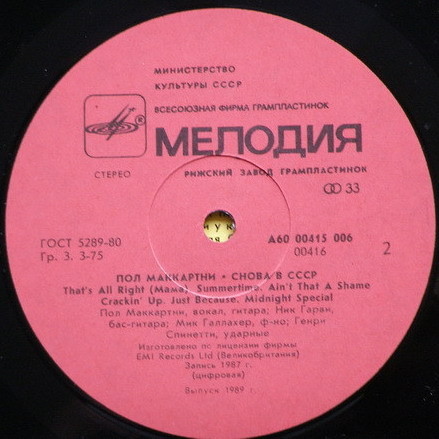 МИНИСТЕРСТВО
КУЛЬТУРЫ СССР
ВСЕСОЮЗНАЯ ФИРМА ГРАМПЛАСТИНОК
®
МЕЛОДИЯ
СТЕРЕО
РИЖСКИЙ ЗАВОД ГРАМПЛАСТИНОК
33
ГОСТ 5289-80
Гр. 3. 3-75
А60 00415 006
00416
2
ПОЛ МАККАРТНИ • СНОВА В СССР
That's All Right (Мама). Summertime. Ain't That A Shame
Crackin' Up. Just Because. Midnight Special
Пол Маккартни, вокал, гитара; Ник Гарви,
бас-гитара; Мик Галлахер, ф-но; Генри
Спинетти, ударные
Изготовлено по лицензии фирмы
EMI Records Ltd (Великобритания)
Запись 1987 г.
(цифровая)
Выпуск 1989 г.